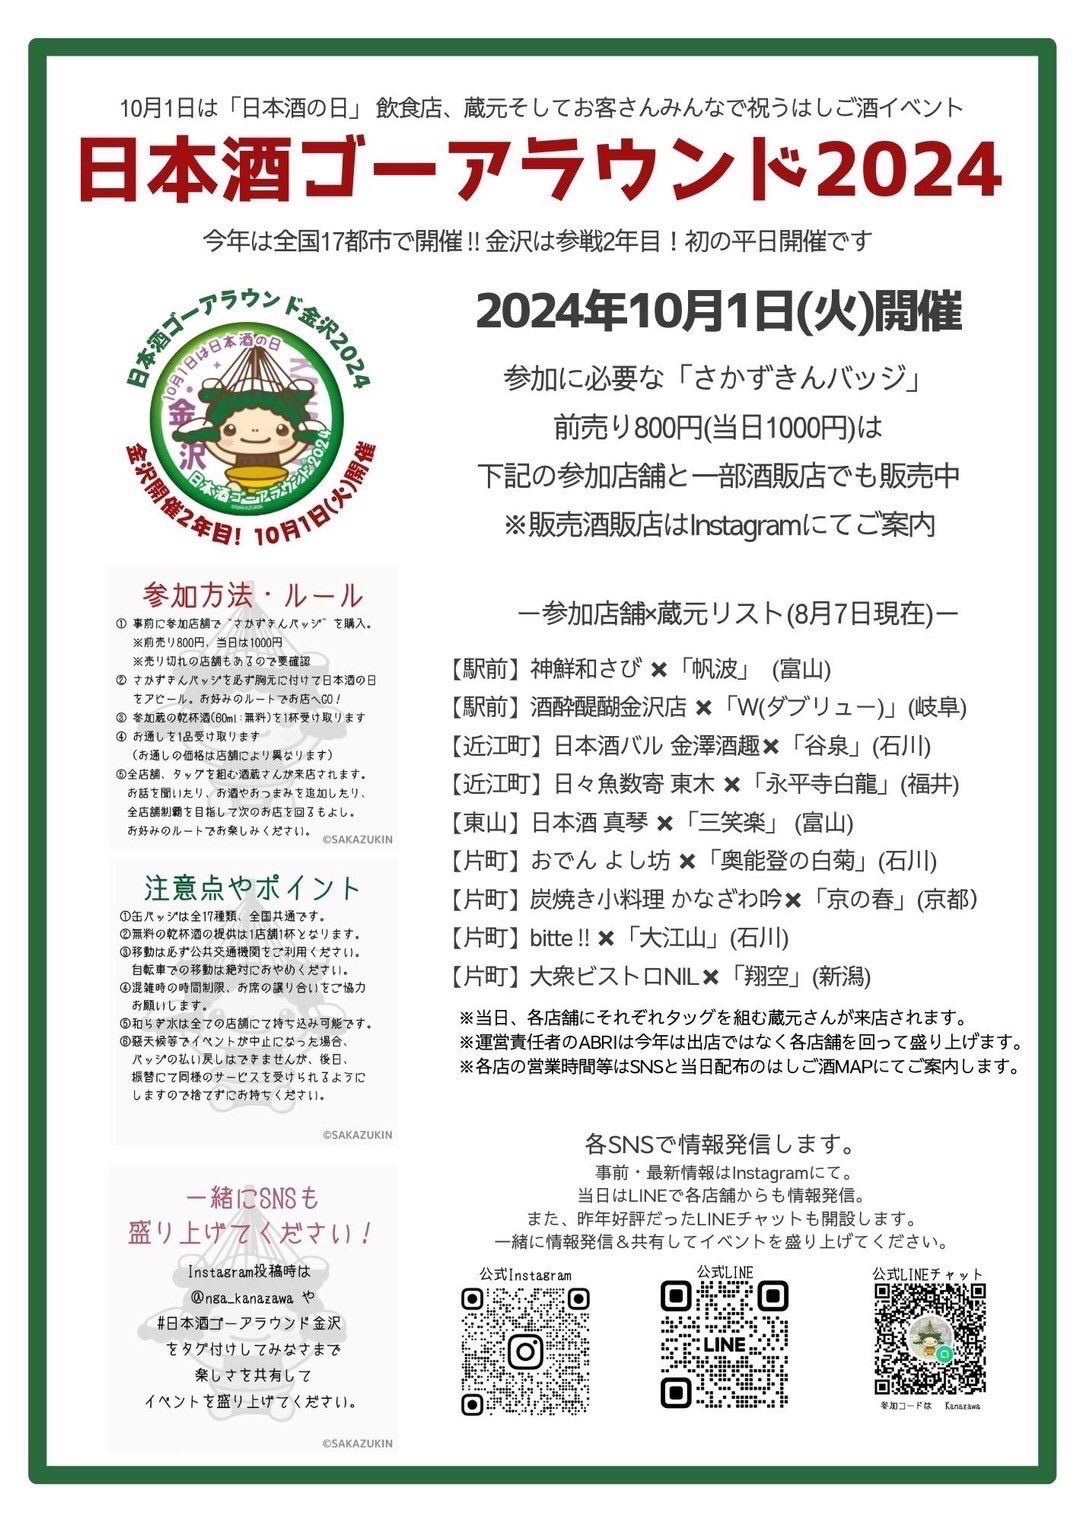 10月1日は「日本酒の日」 飲食店、蔵元そしてお客さんみんなで祝うはしご酒イベント
日本酒ゴーアラウンド2024
今年は全国17都市で開催!! 金沢は参戦2年目！初の平日開催です
日本酒ゴーアラウンド金沢2024
10月1日は日本酒の日
金沢
日本酒ゴーアラウンド2024
©SAKAZUKIN
金沢開催2年目! 10月1日(火)開催
2024年10月1日(火)開催
参加に必要な「さかずきんバッジ」
前売り800円(当日1000円)は
下記の参加店舗と一部酒販店でも販売中
※販売酒販店はInstagramにてご案内
参加方法・ルール
① 事前に参加店舗で"さかずきんバッジ"を購入。
※前売り800円，当日は1000円
※売り切れの店舗もあるので要確認
② さかずきんバッジを必ず胸元に付けて日本酒の日
をアピール。お好みのルートでお店へGO！
③ 参加蔵の乾杯酒(60ml：無料)を1杯受け取ります
④ お通しを1品受け取ります
（お通しの価格は店舗により異なります）
⑤全店舗、タッグを組む酒蔵さんが来店されます。
お話を聞いたり、お酒やおつまみを追加したり、
全店舗制覇を目指して次のお店を回るもよし。
お好みのルートでお楽しみください。
©SAKAZUKIN
注意点やポイント
①缶バッジは全17種類、全国共通です。
②無料の乾杯酒の提供は1店舗1杯となります。
③移動は必ず公共交通機関をご利用ください。
自転車での移動は絶対におやめください。
④混雑時の時間制限、お席の譲り合いをご協力
お願いします。
⑤和らぎ水は全ての店舗にて持ち込み可能です。
⑥悪天候等でイベントが中止になった場合、
バッジの払い戻しはできませんが、後日、
振替にて同様のサービスを受けられるように
しますので捨てずにお持ちください。
©SAKAZUKIN
一緒にSNSも
盛り上げてください！
Instagram投稿時は
@nga_kanazawa や
#日本酒ゴーアラウンド金沢
をタグ付けしてみなさまで
楽しさを共有して
イベントを盛り上げてください。
©SAKAZUKIN
ー参加店舗×蔵元リスト(8月7日現在)ー
【駅前】神鮮和さび ✖「帆波」（富山)
【駅前】酒酔醍醐金沢店 ✖「W(ダブリュー)」(岐阜)
【近江町】日本酒バル 金澤酒趣✖「谷泉」(石川)
【近江町】日々魚数寄 東木 ✖「永平寺白龍」(福井)
【東山】日本酒 真琴 ✖「三笑楽」 (富山)
【片町】おでん よし坊 ✖「奥能登の白菊」(石川)
【片町】炭焼き小料理 かなざわ吟✖「京の春」(京都）
【片町】bitte !! ✖「大江山」(石川)
【片町】大衆ビストロNIL✖「翔空」(新潟)
※当日、各店舗にそれぞれタッグを組む蔵元さんが来店されます。
※運営責任者のABRIは今年は出店ではなく各店舗を回って盛り上げます。
※各店の営業時間等はSNSと当日配布のはしご酒MAPにてご案内します。
各SNSで情報発信します。
事前・最新情報はInstagramにて。
当日はLINEで各店舗からも情報発信。
また、昨年好評だったLINEチャットも開設します。
一緒に情報発信＆共有してイベントを盛り上げてください。
公式Instagram
公式LINE
LINE
公式LINEチャット
参加コードは Kanazawa